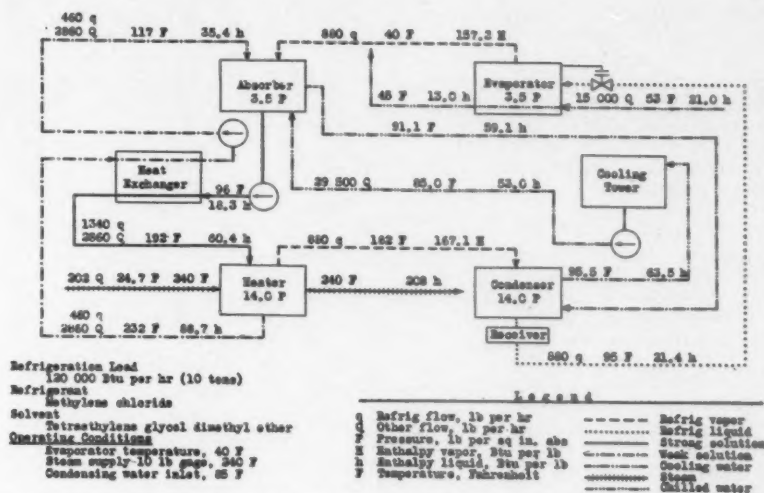 460 q
2860 Q 117 F 35.4 h
880 q 40 F 157.3 H
Absorber
3.5 P
Evaporator
3.5 P
48 F 13.0 h
15 000 Q 53 F 21.0 h
91.1 F 59.1 h
Heat
Exchanger
96 F
18.3 h
29 500 Q 85.0 F 53.0 h
Cooling
Tower
1340 q
2860 Q 192 F 60.4 h
880 q 182 F 167.1 H
202 Q 24.7 P 240 F
Heater
14.0 P
240 F 208 h
Condenser
14.0 P
95.5 F 63.5 h
460 q
2860 Q 232 F 88.7 h
Receiver
880 q 95 F 21.4 h
Refrigeration Load
120 000 Btu per hr (10 tons)
Refrigerant
Methylene chloride
Solvent
Tetraethylene glycol dimethyl ether
Operating Conditions
Evaporator temperature, 40 F
Steam supply-10 lb gage, 240 F
Condensing water inlet, 85 F
Legend
q Refrig flow, lb per hr
Q Other flow, lb per hr
P Pressure, lb per sq in. abs
H Enthalpy vapor, Btu per lb
h Enthalpy liquid, Btu per lb
F Temperature, Fahrenheit
Refrig vapor
Refrig liquid
Strong solution
Weak solution
Cooling water
Steam
Chilled water